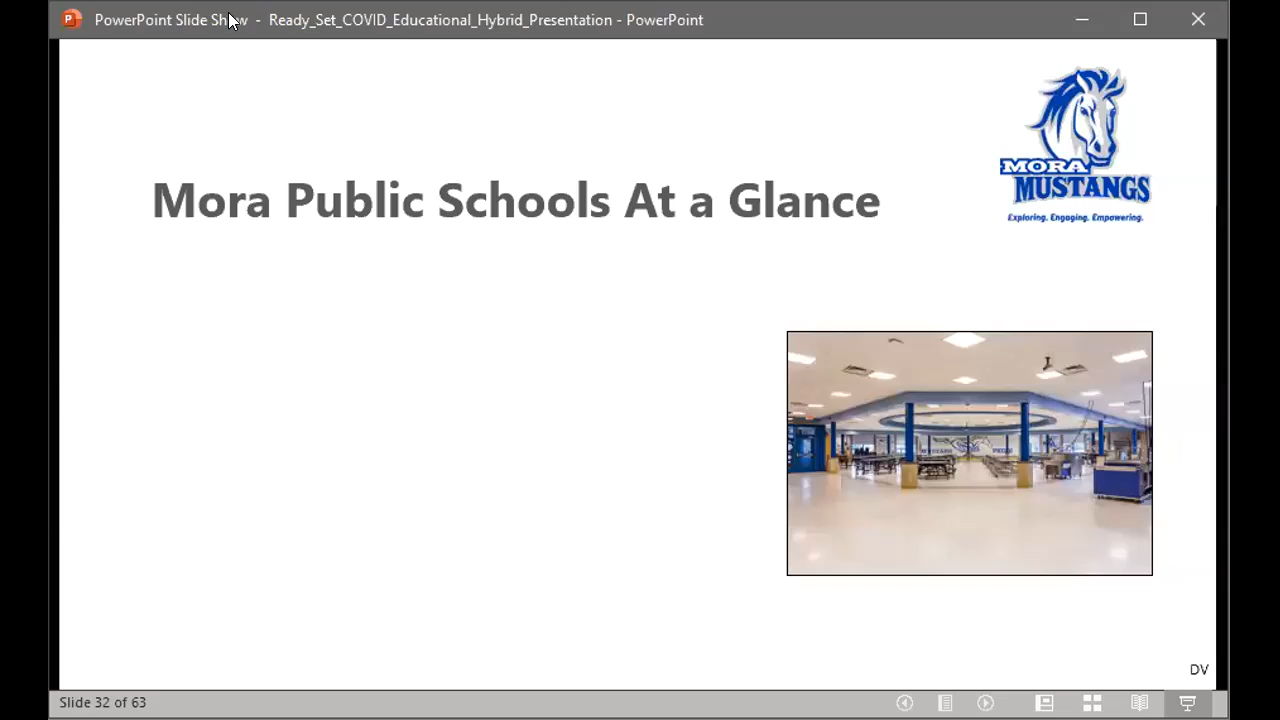 PowerPoint Slide Show - Ready_Set_COVID_Educational_Hybrid_Presentation - PowerPoint
MORA
MUSTANGS
Exploring. Engaging. Empowering.
Mora Public Schools At a Glance
DV
Slide 32 of 63